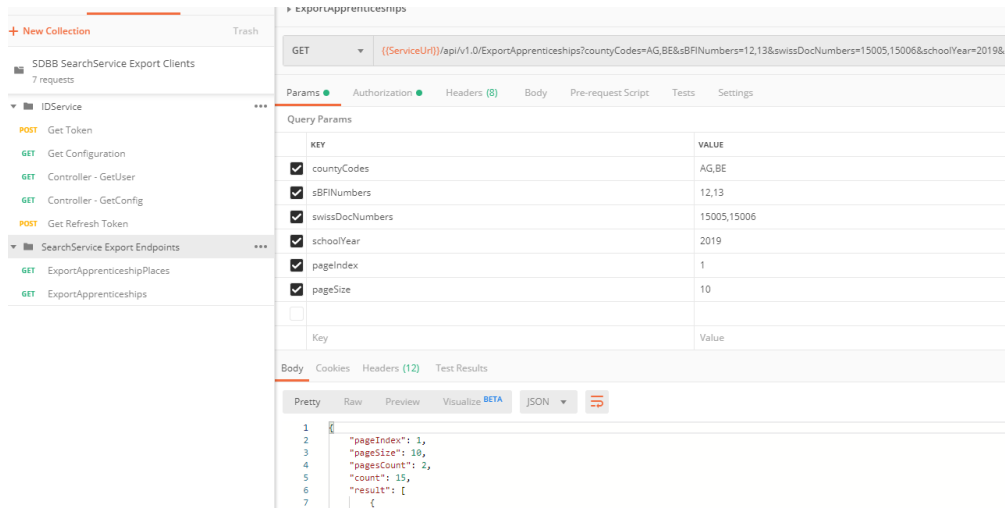 ExportApprenticeships
+ New Collection
Trash
SDBB SearchService Export Clients
7 requests
IDService
POST Get Token
GET Get Configuration
GET Controller - GetUser
GET Controller - GetConfig
POST Get Refresh Token
SearchService Export Endpoints
GET ExportApprenticeshipPlaces
GET ExportApprenticeships
GET {{ServiceUrl}}/api/v1.0/ExportApprenticeships?countyCodes=AG,BE&sBFINumbers=12,13&swissDocNumbers=15005,15006&schoolYear=2019&
Params Authorization Headers (8) Body Pre-request Script Tests Settings
Query Params
KEY VALUE
countyCodes AG,BE
sBFINumbers 12,13
swissDocNumbers 15005,15006
schoolYear 2019
pageIndex 1
pageSize 10
Key Value
Body Cookies Headers (12) Test Results
Pretty Raw Preview Visualize BETA JSON
1 {
2 "pageIndex": 1,
3 "pageSize": 10,
4 "pagesCount": 2,
5 "count": 15,
6 "result": [
7 {